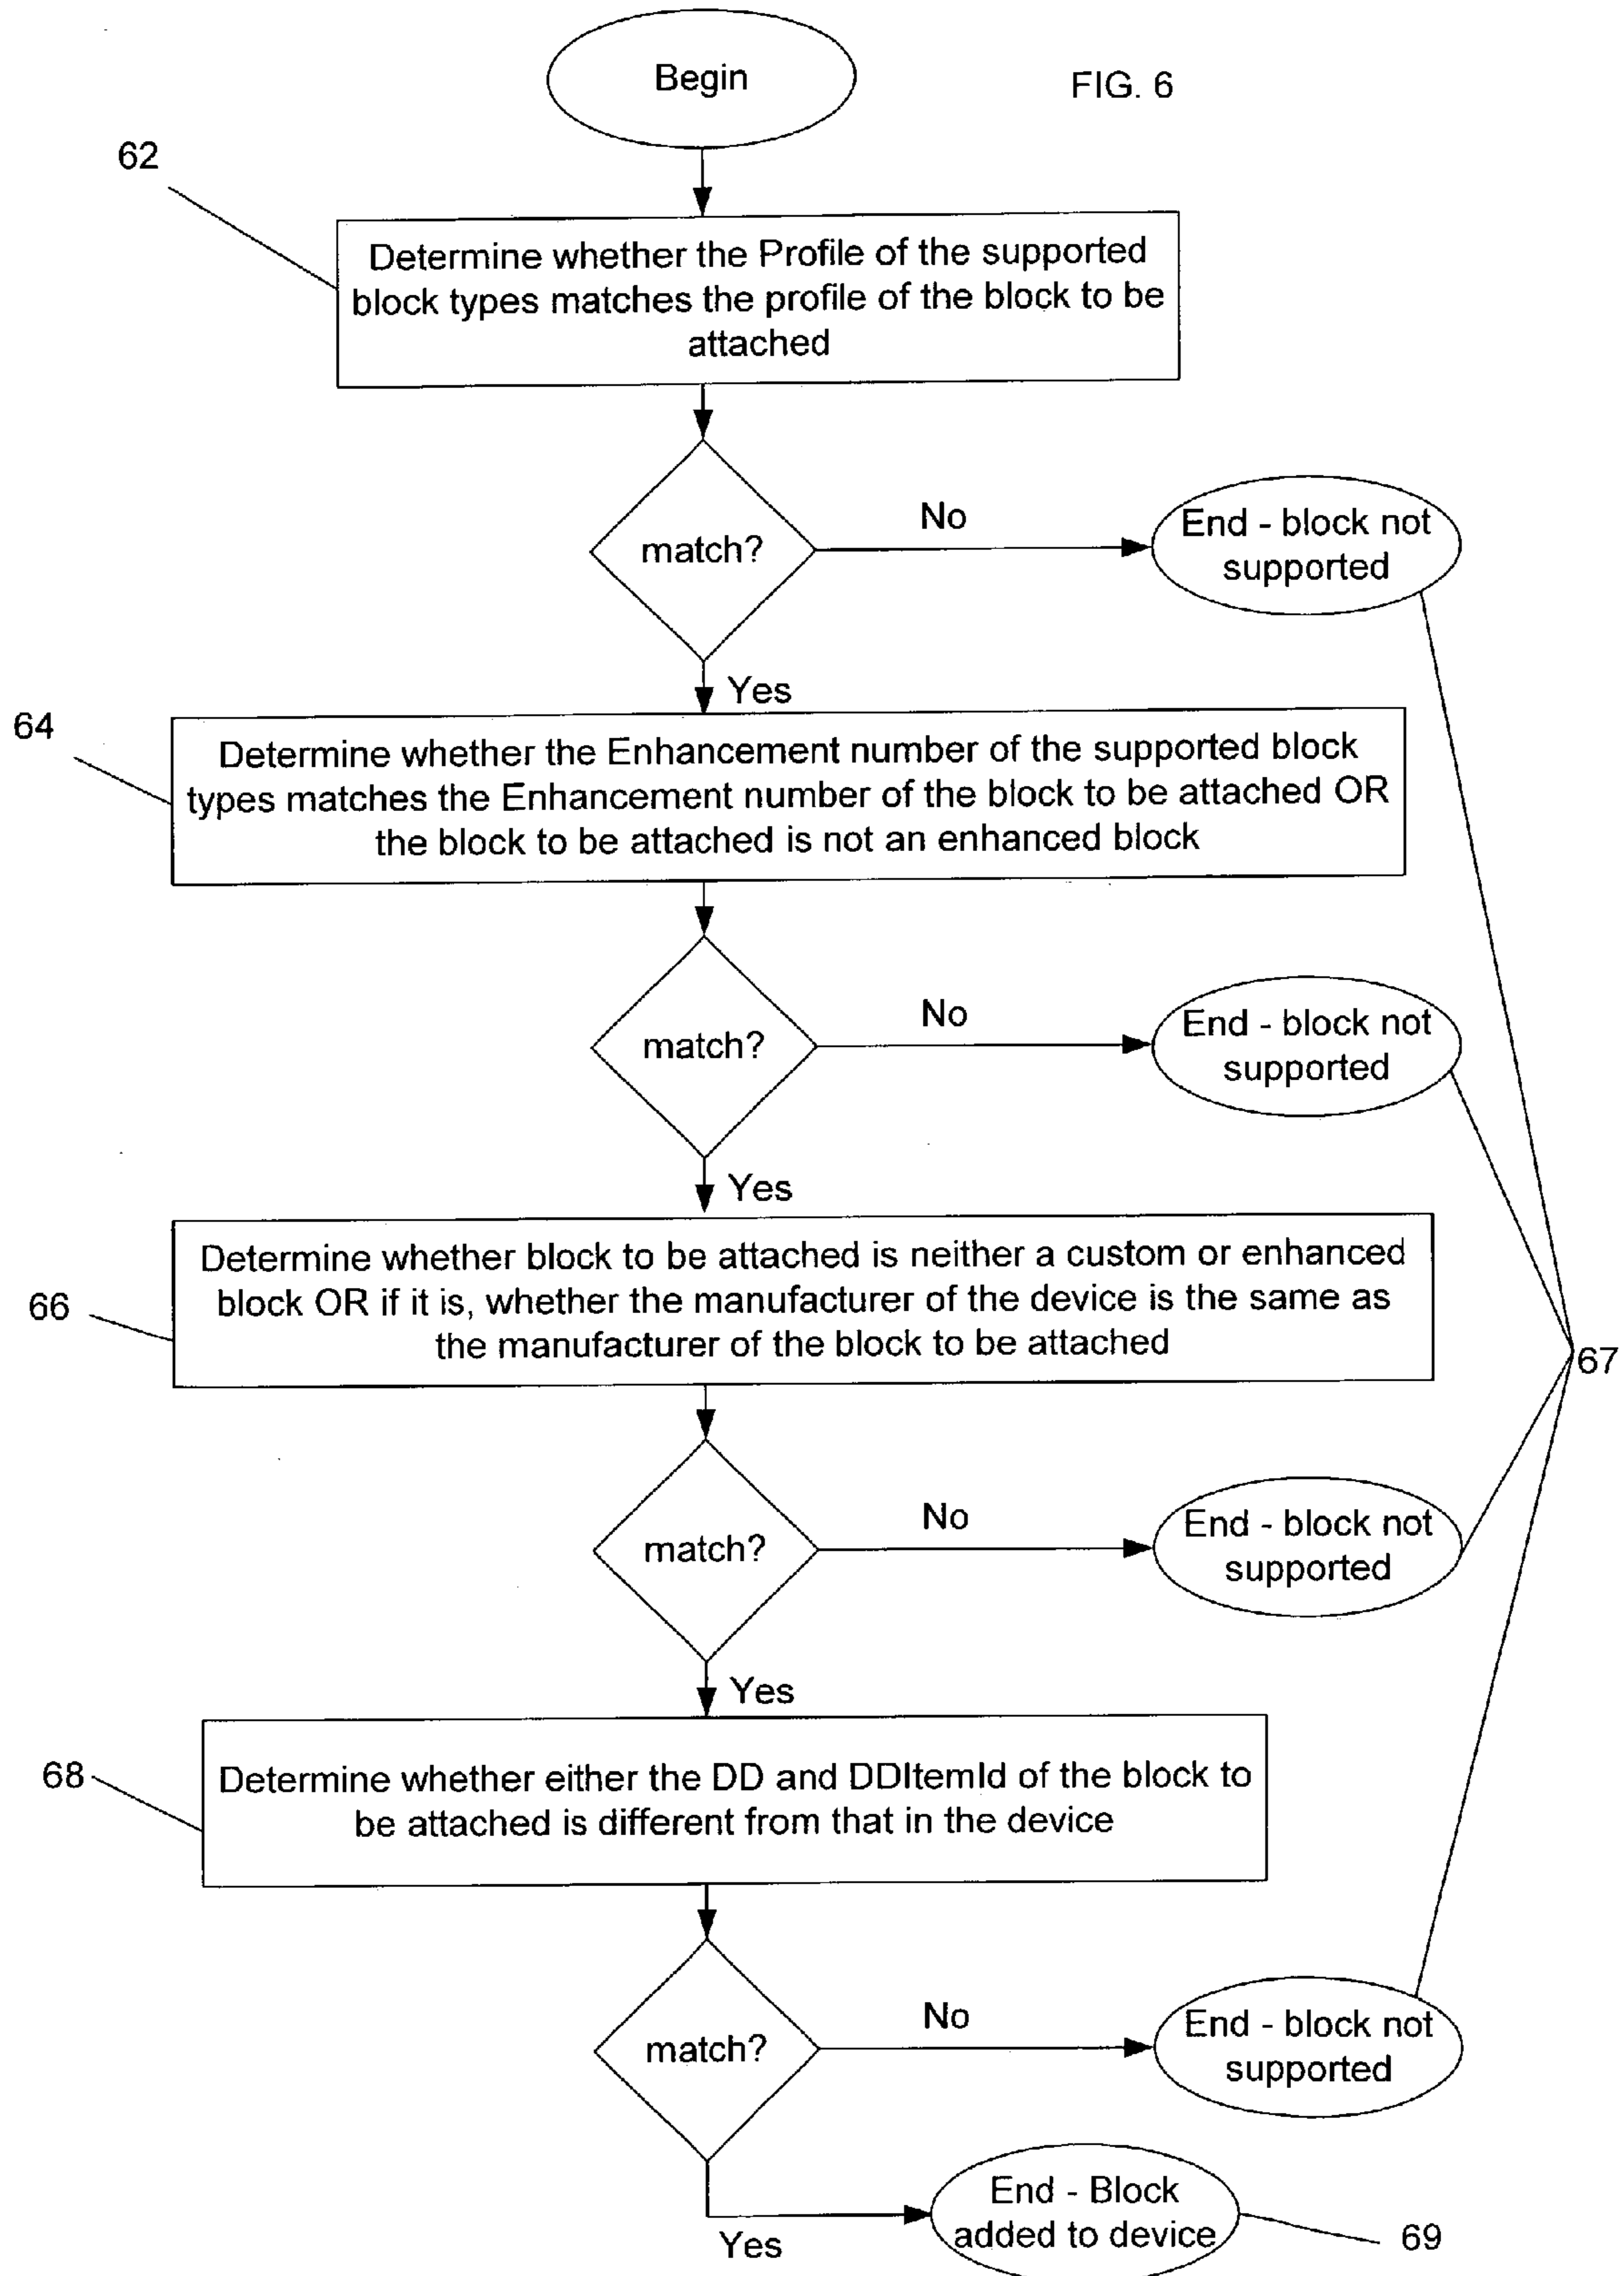 Begin
FIG. 6
62
Determine whether the Profile of the supported
block types matches the profile of the block to be
attached
match?
No
End - block not
supported
Yes
64
Determine whether the Enhancement number of the supported block
types matches the Enhancement number of the block to be attached OR
the block to be attached is not an enhanced block
match?
No
End - block not
supported
Yes
66
Determine whether block to be attached is neither a custom or enhanced
block OR if it is, whether the manufacturer of the device is the same as
the manufacturer of the block to be attached
67
match?
No
End - block not
supported
Yes
68
Determine whether either the DD and DDItemId of the block to
be attached is different from that in the device
match?
No
End - block not
supported
Yes
End - Block
added to device
69